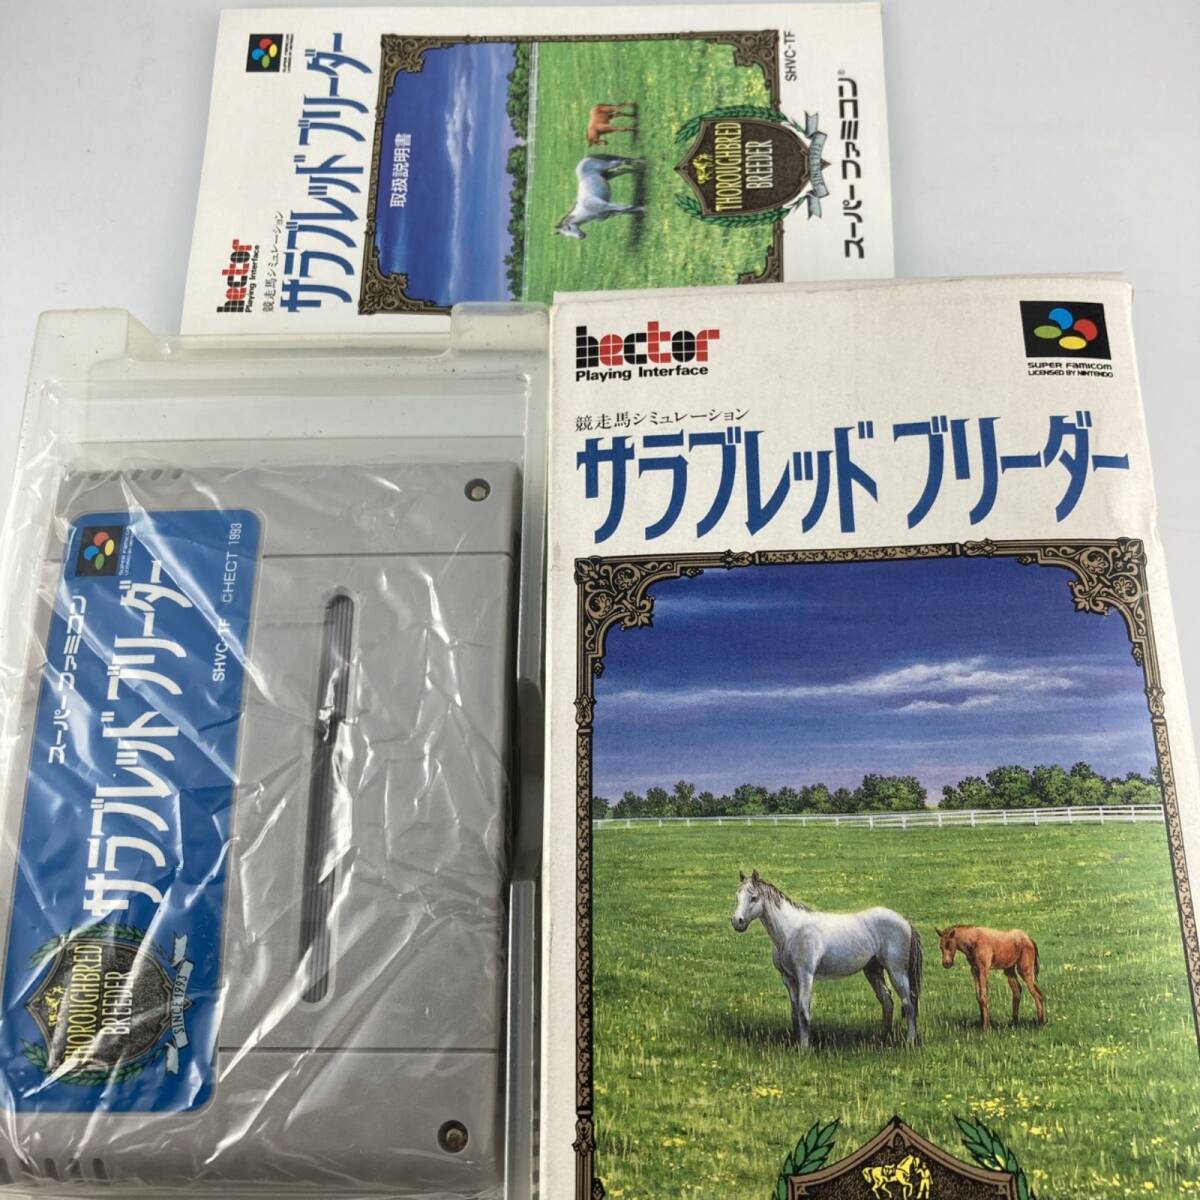 hector
Playing Interface
競走馬シミュレーション
サラブレッド ブリーダー
取扱説明書
THOROUGHBRED
BREEDER
スーパーファミコン®
SHVC-TF
hector
Playing Interface
SUPER FAMICOM
LICENSED BY NINTENDO
競走馬シミュレーション
サラブレッド ブリーダー
スーパーファミコン®
サラブレッド ブリーダー
SHVC-TF CHECT 1993
THOROUGHBRED
BREEDER
SINCE 1993